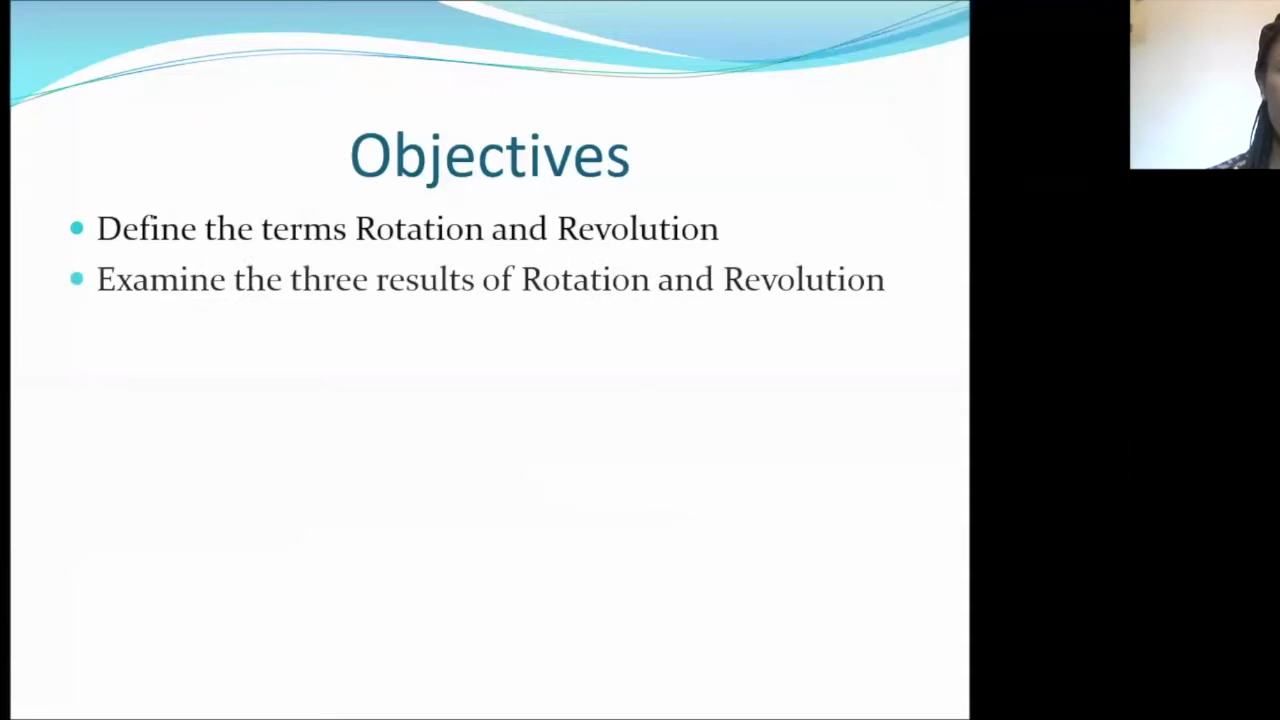 Objectives
Define the terms Rotation and Revolution
Examine the three results of Rotation and Revolution